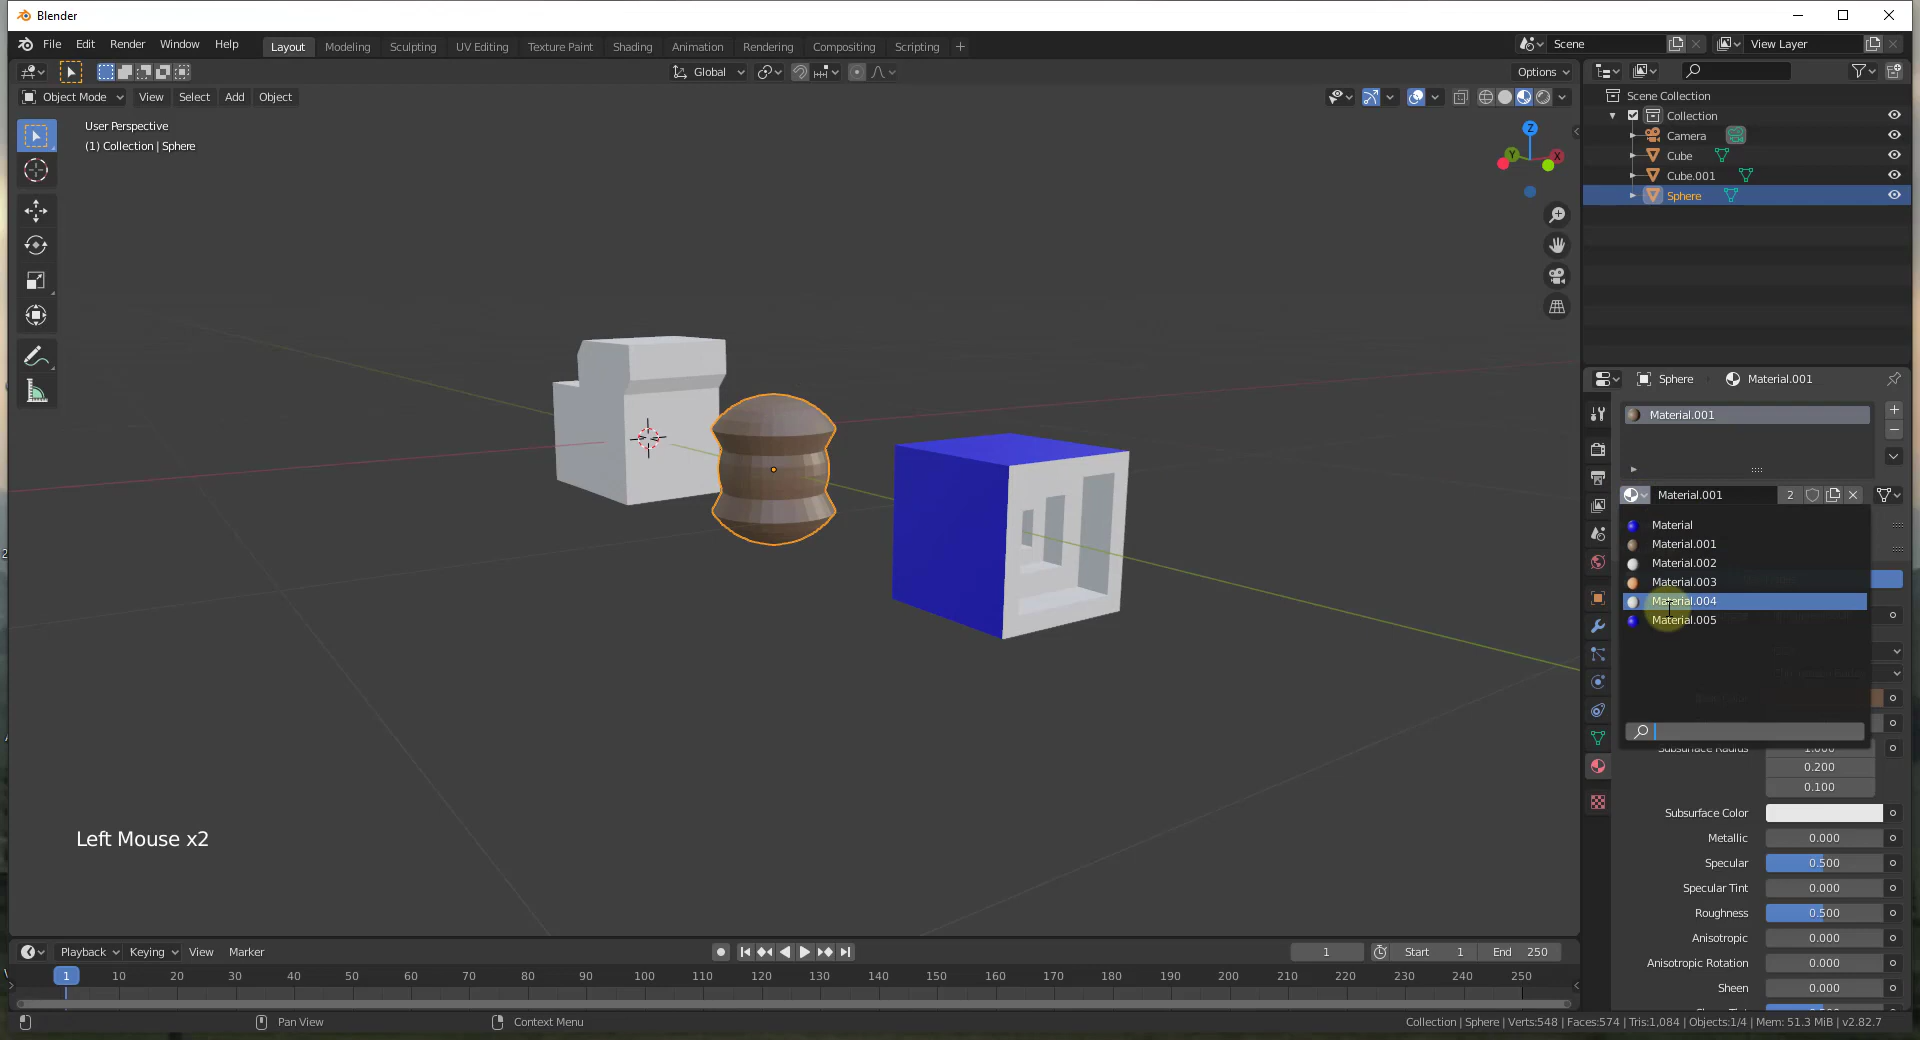 Blender
File Edit Render Window Help Layout Modeling Sculpting UV Editing Texture Paint Shading Animation Rendering Compositing Scripting + Scene View Layer
Global Options
Object Mode View Select Add Object
User Perspective
(1) Collection | Sphere
Z
Y X
Scene Collection
Collection
Camera
Cube
Cube.001
Sphere
Sphere Material.001
Material.001
Material.001 2
Material
Material.001
Material.002
Material.003
Material.004
Material.005
Subsurface Radius 1.000
0.200
0.100
Subsurface Color
Metallic 0.000
Specular 0.500
Specular Tint 0.000
Roughness 0.500
Anisotropic 0.000
Anisotropic Rotation 0.000
Sheen 0.000
Left Mouse x2
Playback Keying View Marker 1 Start 1 End 250
1 10 20 30 40 50 60 70 80 90 100 110 120 130 140 150 160 170 180 190 200 210 220 230 240 250
Pan View Context Menu Collection | Sphere | Verts:548 | Faces:574 | Tris:1,084 | Objects:1/4 | Mem: 51.3 MiB | v2.82.7